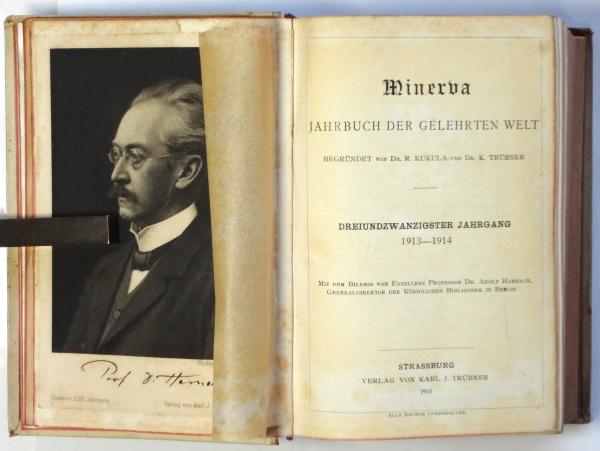 Photo
Prof. D. Harnac
Minerva, XXIII. Jahrgang
Verlag von Karl J.
Minerva
JAHRBUCH DER GELEHRTEN WELT
BEGRÜNDET VON DR. R. KUKULA UND DR. K. TRÜBNER
DREIUNDZWANZIGSTER JAHRGANG
1913—1914
MIT DEM BILDNIS VON EXZELLENZ PROFESSOR DR. ADOLF HARNACK,
GENERALDIREKTOR DER KÖNIGLICHEN BIBLIOTHEK IN BERLIN
STRASSBURG
VERLAG VON KARL J. TRÜBNER
1914
ALLE RECHTE VORBEHALTEN.